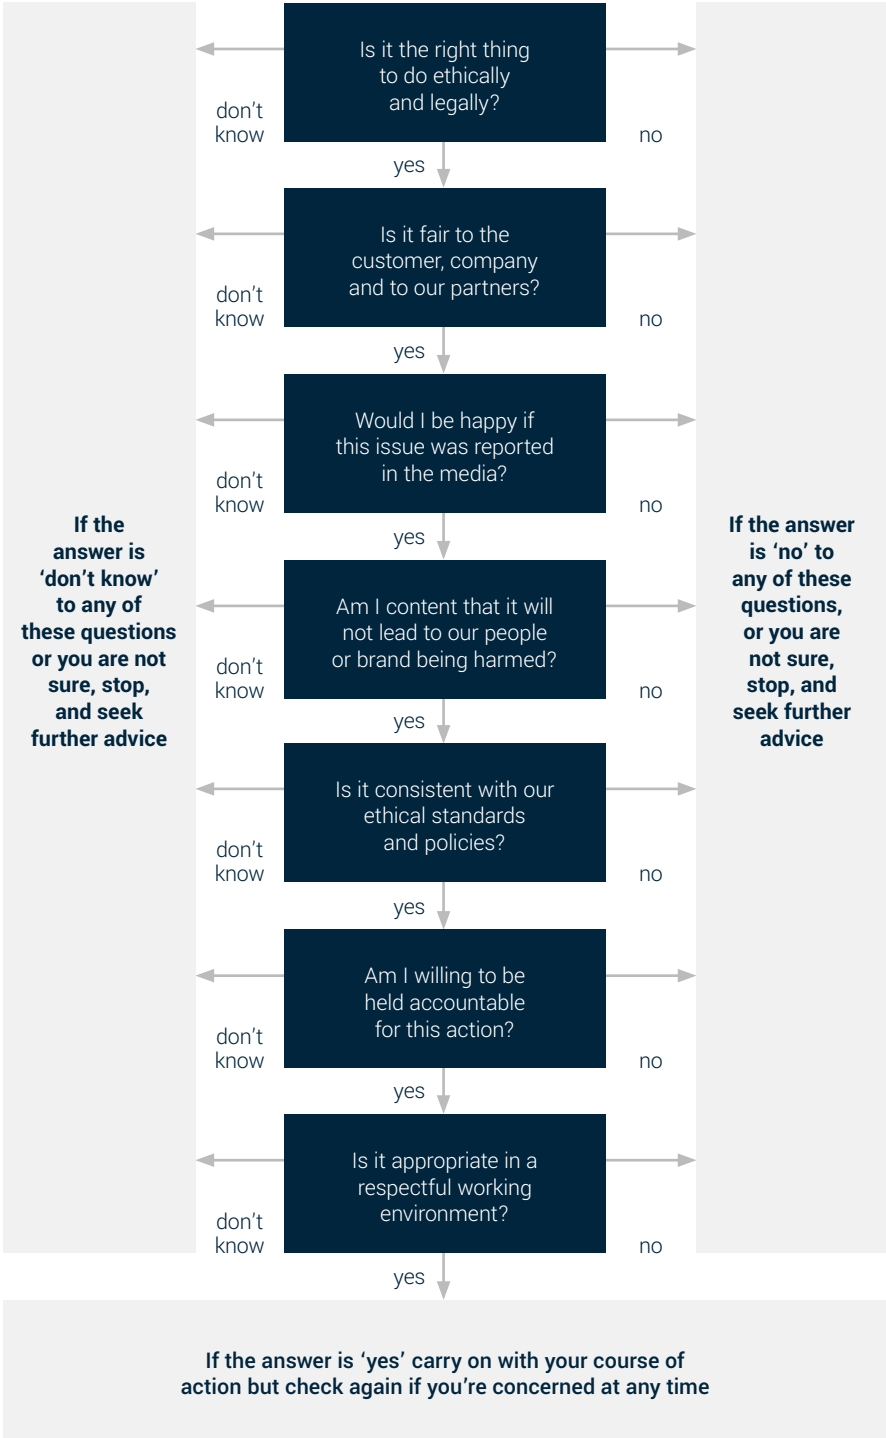 Is it the right thing
to do ethically
and legally?
don’t
know
no
yes
Is it fair to the
customer, company
and to our partners?
don’t
know
no
yes
Would I be happy if
this issue was reported
in the media?
don’t
know
no
yes
Am I content that it will
not lead to our people
or brand being harmed?
don’t
know
no
yes
Is it consistent with our
ethical standards
and policies?
don’t
know
no
yes
Am I willing to be
held accountable
for this action?
don’t
know
no
yes
Is it appropriate in a
respectful working
environment?
don’t
know
no
yes
If the
answer is
‘don’t know’
to any of
these questions
or you are not
sure, stop,
and seek
further advice
If the answer
is ‘no’ to
any of these
questions,
or you are
not sure,
stop, and
seek further
advice
If the answer is ‘yes’ carry on with your course of
action but check again if you’re concerned at any time